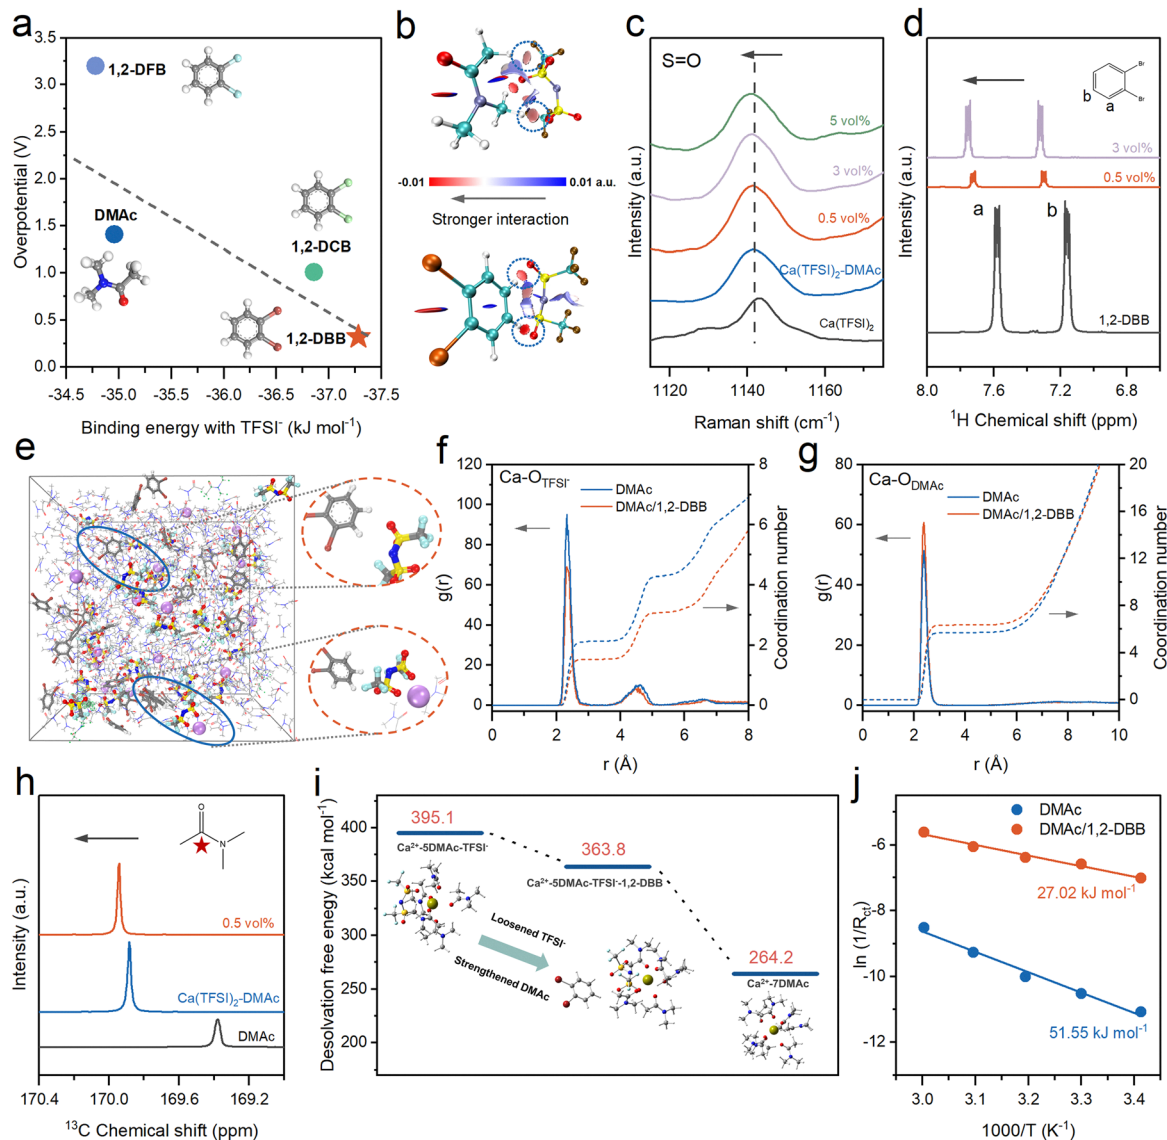 a
3.5
3.0
2.5
2.0
1.5
1.0
0.5
0.0
Overpotential (V)
1,2-DFB
DMAc
1,2-DCB
1,2-DBB
-34.5 -35.0 -35.5 -36.0 -36.5 -37.0 -37.5
Binding energy with TFSI⁻ (kJ mol⁻¹)
b
-0.01 0.01 a.u.
Stronger interaction
c
S=O
Intensity (a.u.)
5 vol%
3 vol%
0.5 vol%
Ca(TFSI)₂-DMAc
Ca(TFSI)₂
1120 1140 1160
Raman shift (cm⁻¹)
d
Br
Br
b
a
Intensity (a.u.)
3 vol%
0.5 vol%
a b
1,2-DBB
8.0 7.6 7.2 6.8
¹H Chemical shift (ppm)
e
f
Ca-O_TFSI⁻
DMAc
DMAc/1,2-DBB
120
100
80
60
40
20
0
g(r)
8
6
4
2
0
Coordination number
0 2 4 6 8
r (Å)
g
Ca-O_DMAc
DMAc
DMAc/1,2-DBB
80
60
40
20
0
g(r)
20
16
12
8
4
0
Coordination number
0 2 4 6 8 10
r (Å)
h
O
N
Intensity (a.u.)
0.5 vol%
Ca(TFSI)₂-DMAc
DMAc
170.4 170.0 169.6 169.2
¹³C Chemical shift (ppm)
i
Desolvation free energy (kcal mol⁻¹)
400
350
300
250
200
395.1
Ca²⁺-5DMAc-TFSI⁻
363.8
Ca²⁺-5DMAc-TFSI⁻-1,2-DBB
Loosened TFSI⁻
Strengthened DMAc
264.2
Ca²⁺-7DMAc
j
DMAc
DMAc/1,2-DBB
ln (1/R_ct)
-6
-8
-10
-12
27.02 kJ mol⁻¹
51.55 kJ mol⁻¹
3.0 3.1 3.2 3.3 3.4
1000/T (K⁻¹)